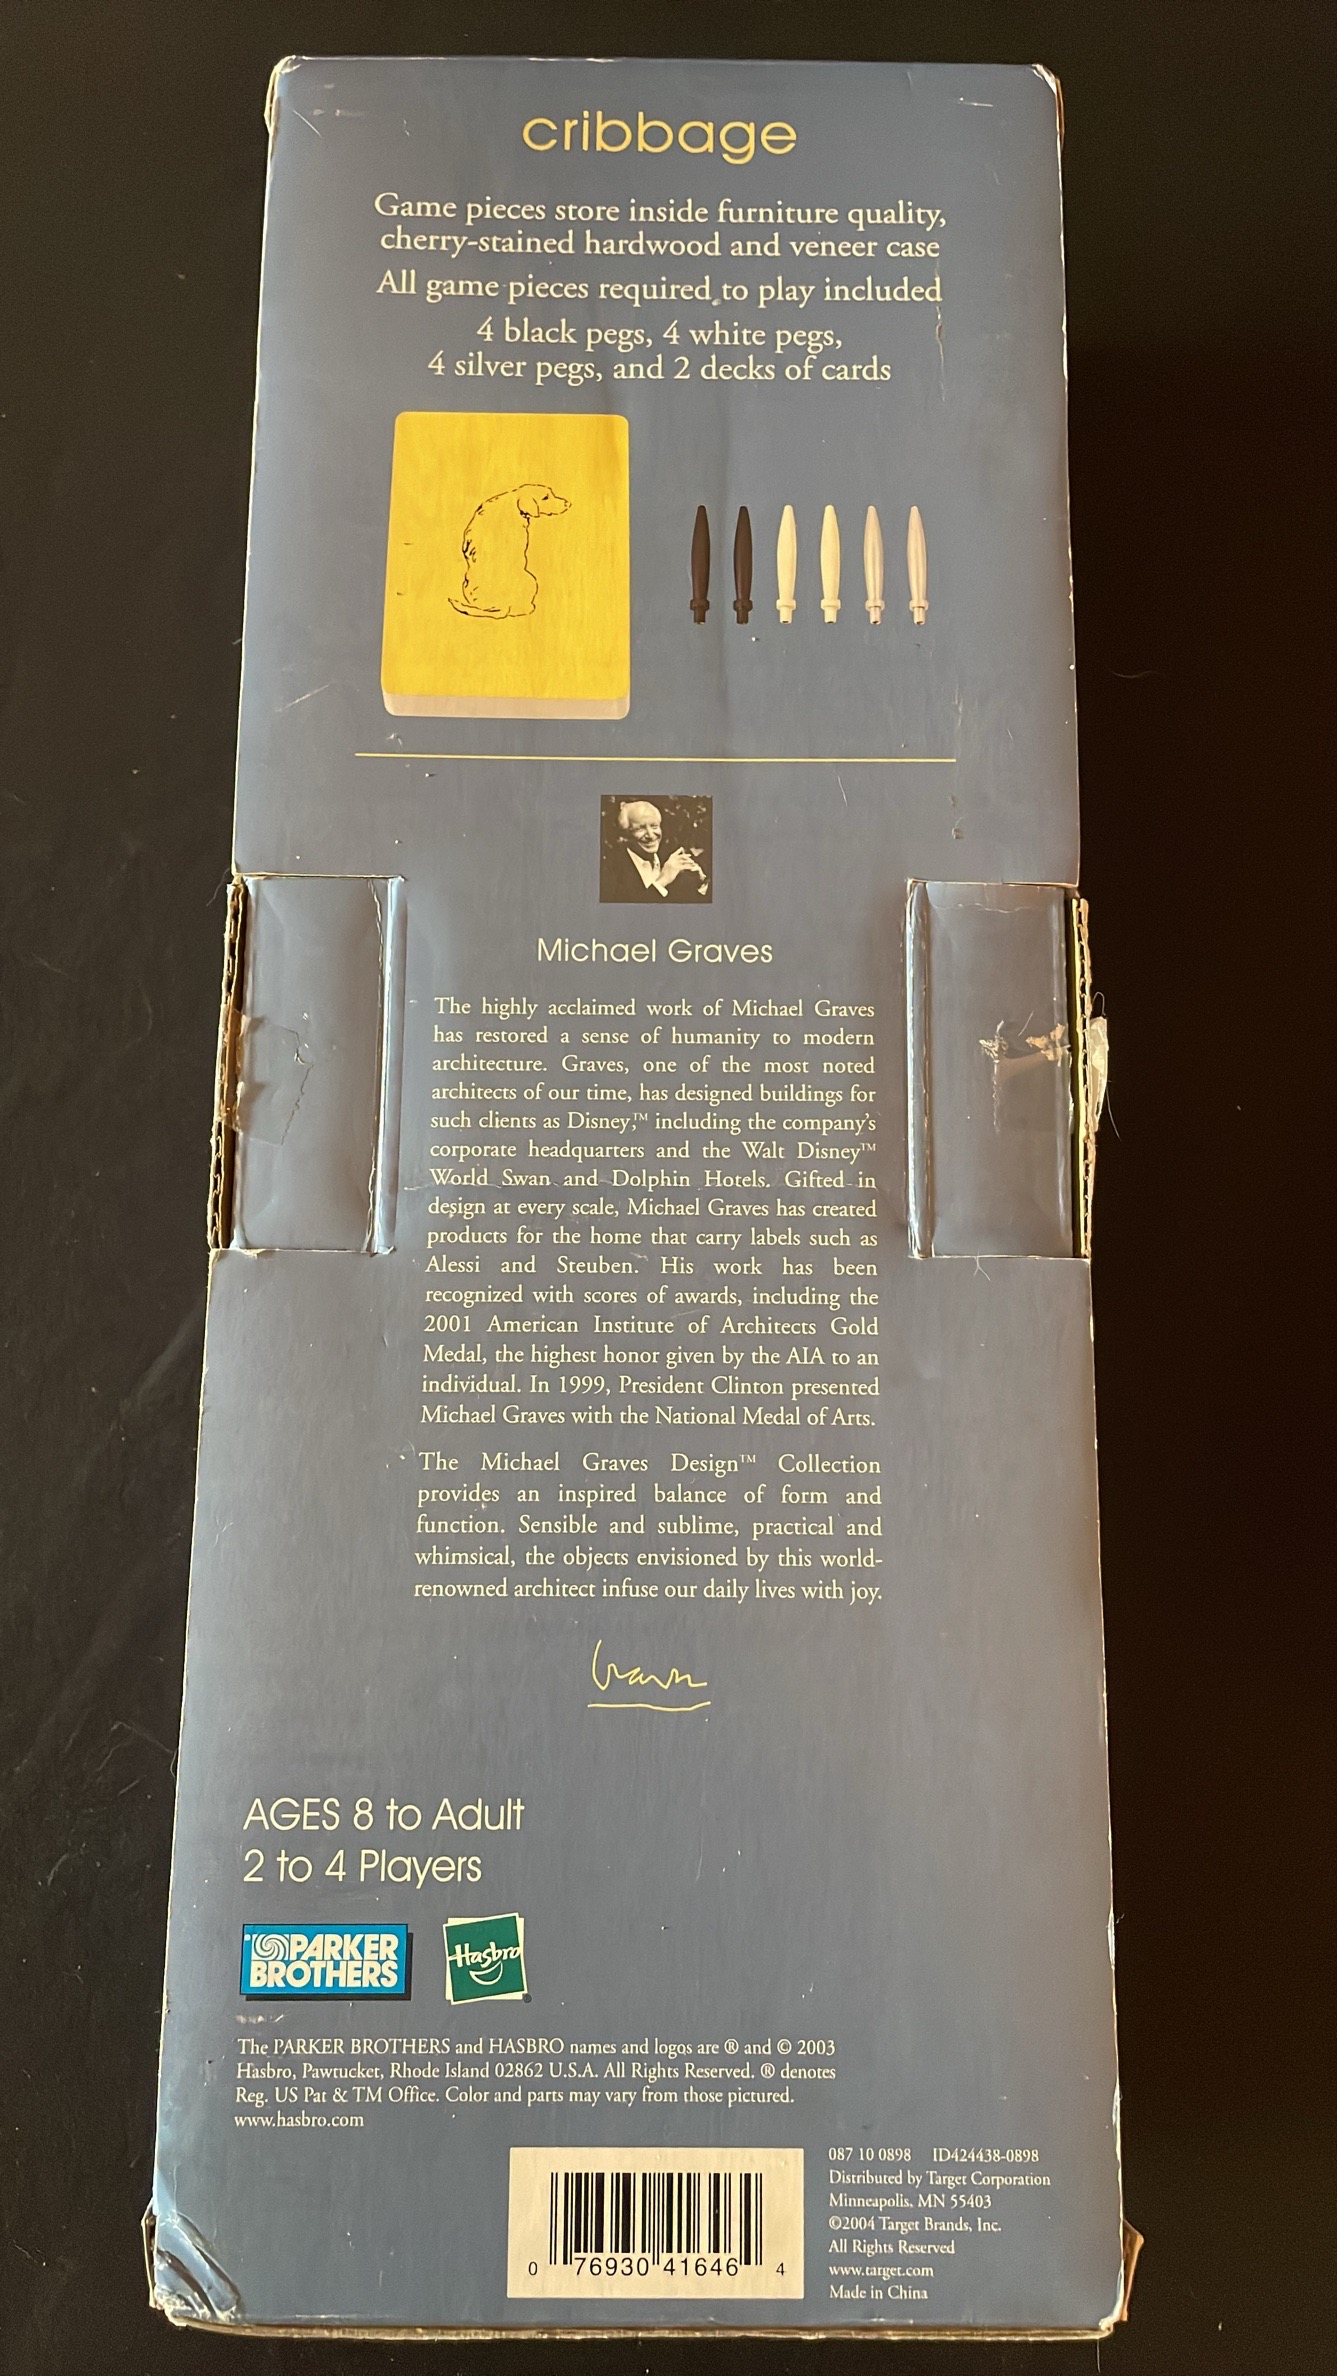 cribbage
Game pieces store inside furniture quality,
cherry-stained hardwood and veneer case
All game pieces required to play included
4 black pegs, 4 white pegs,
4 silver pegs, and 2 decks of cards
Michael Graves
The highly acclaimed work of Michael Graves
has restored a sense of humanity to modern
architecture. Graves, one of the most noted
architects of our time, has designed buildings for
such clients as Disney,™ including the company's
corporate headquarters and the Walt Disney™
World Swan and Dolphin Hotels. Gifted in
design at every scale, Michael Graves has created
products for the home that carry labels such as
Alessi and Steuben. His work has been
recognized with scores of awards, including the
2001 American Institute of Architects Gold
Medal, the highest honor given by the AIA to an
individual. In 1999, President Clinton presented
Michael Graves with the National Medal of Arts.
The Michael Graves Design™ Collection
provides an inspired balance of form and
function. Sensible and sublime, practical and
whimsical, the objects envisioned by this world-
renowned architect infuse our daily lives with joy.
Graves
AGES 8 to Adult
2 to 4 Players
PARKER
BROTHERS
Hasbro
The PARKER BROTHERS and HASBRO names and logos are ® and © 2003
Hasbro, Pawtucket, Rhode Island 02862 U.S.A. All Rights Reserved. ® denotes
Reg. US Pat & TM Office. Color and parts may vary from those pictured.
www.hasbro.com
087 10 0898 ID424438-0898
Distributed by Target Corporation
Minneapolis, MN 55403
©2004 Target Brands, Inc.
All Rights Reserved
www.target.com
Made in China
0 76930 41646 4